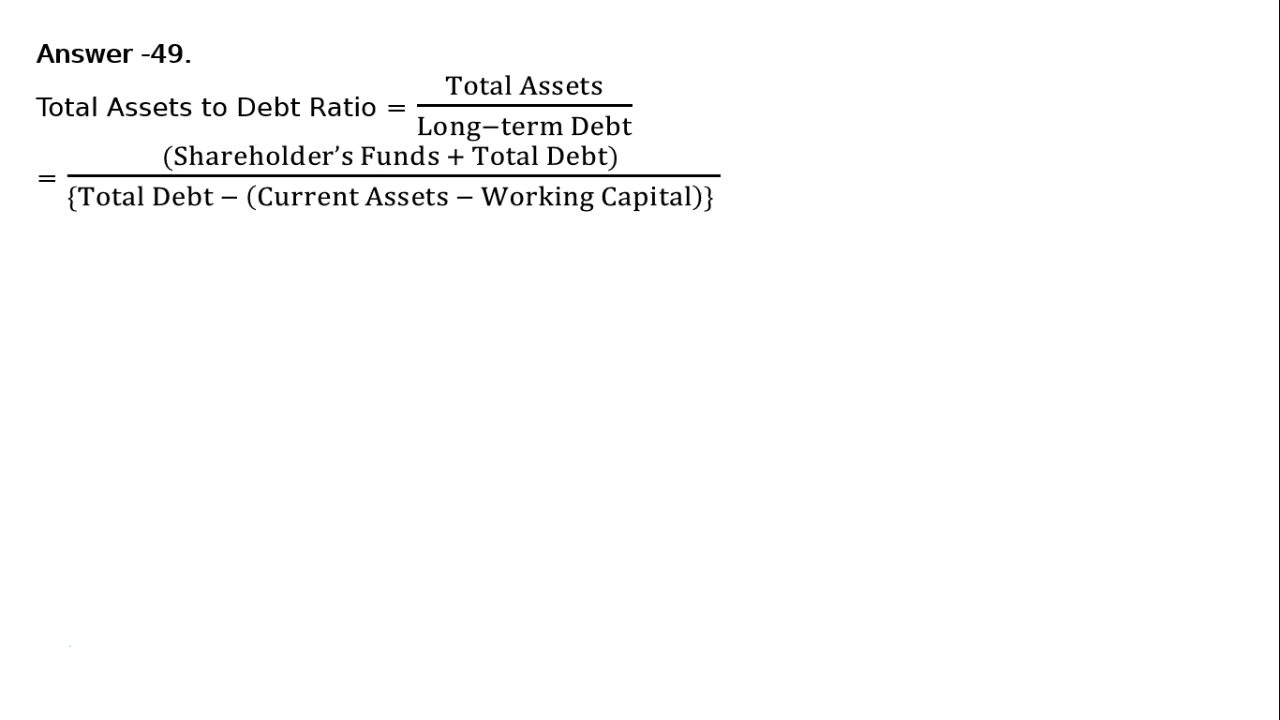 Answer -49.
Total Assets to Debt Ratio = Total Assets / Long−term Debt
= (Shareholder’s Funds + Total Debt) / {Total Debt − (Current Assets − Working Capital)}